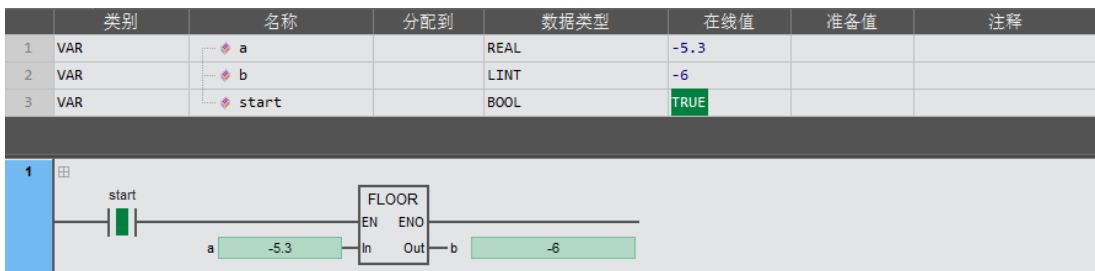 类别 名称 分配到 数据类型 在线值 准备值 注释
1 VAR a REAL -5.3
2 VAR b LINT -6
3 VAR start BOOL TRUE
1
start
FLOOR
EN ENO
a -5.3 In Out b -6